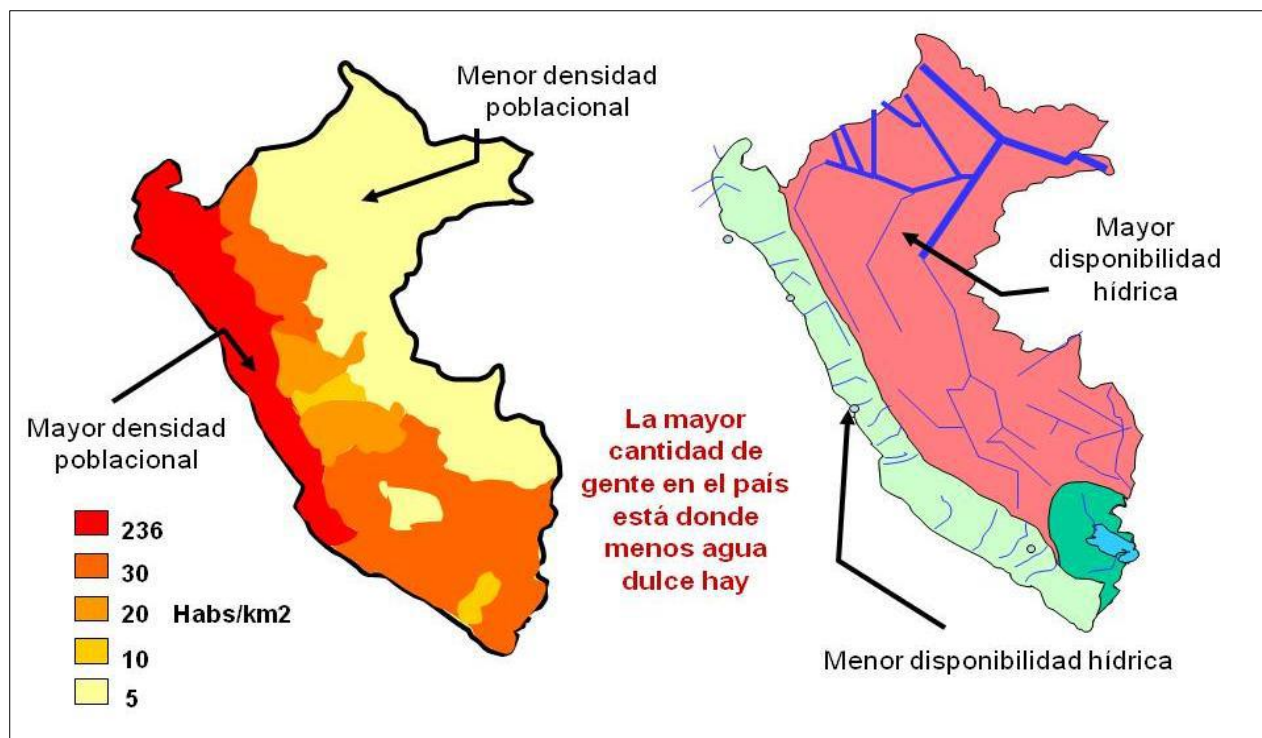 Menor densidad
poblacional
Mayor densidad
poblacional
236
30
20 Habs/km2
10
5
La mayor
cantidad de
gente en el país
está donde
menos agua
dulce hay
Mayor
disponibilidad
hídrica
Menor disponibilidad hídrica